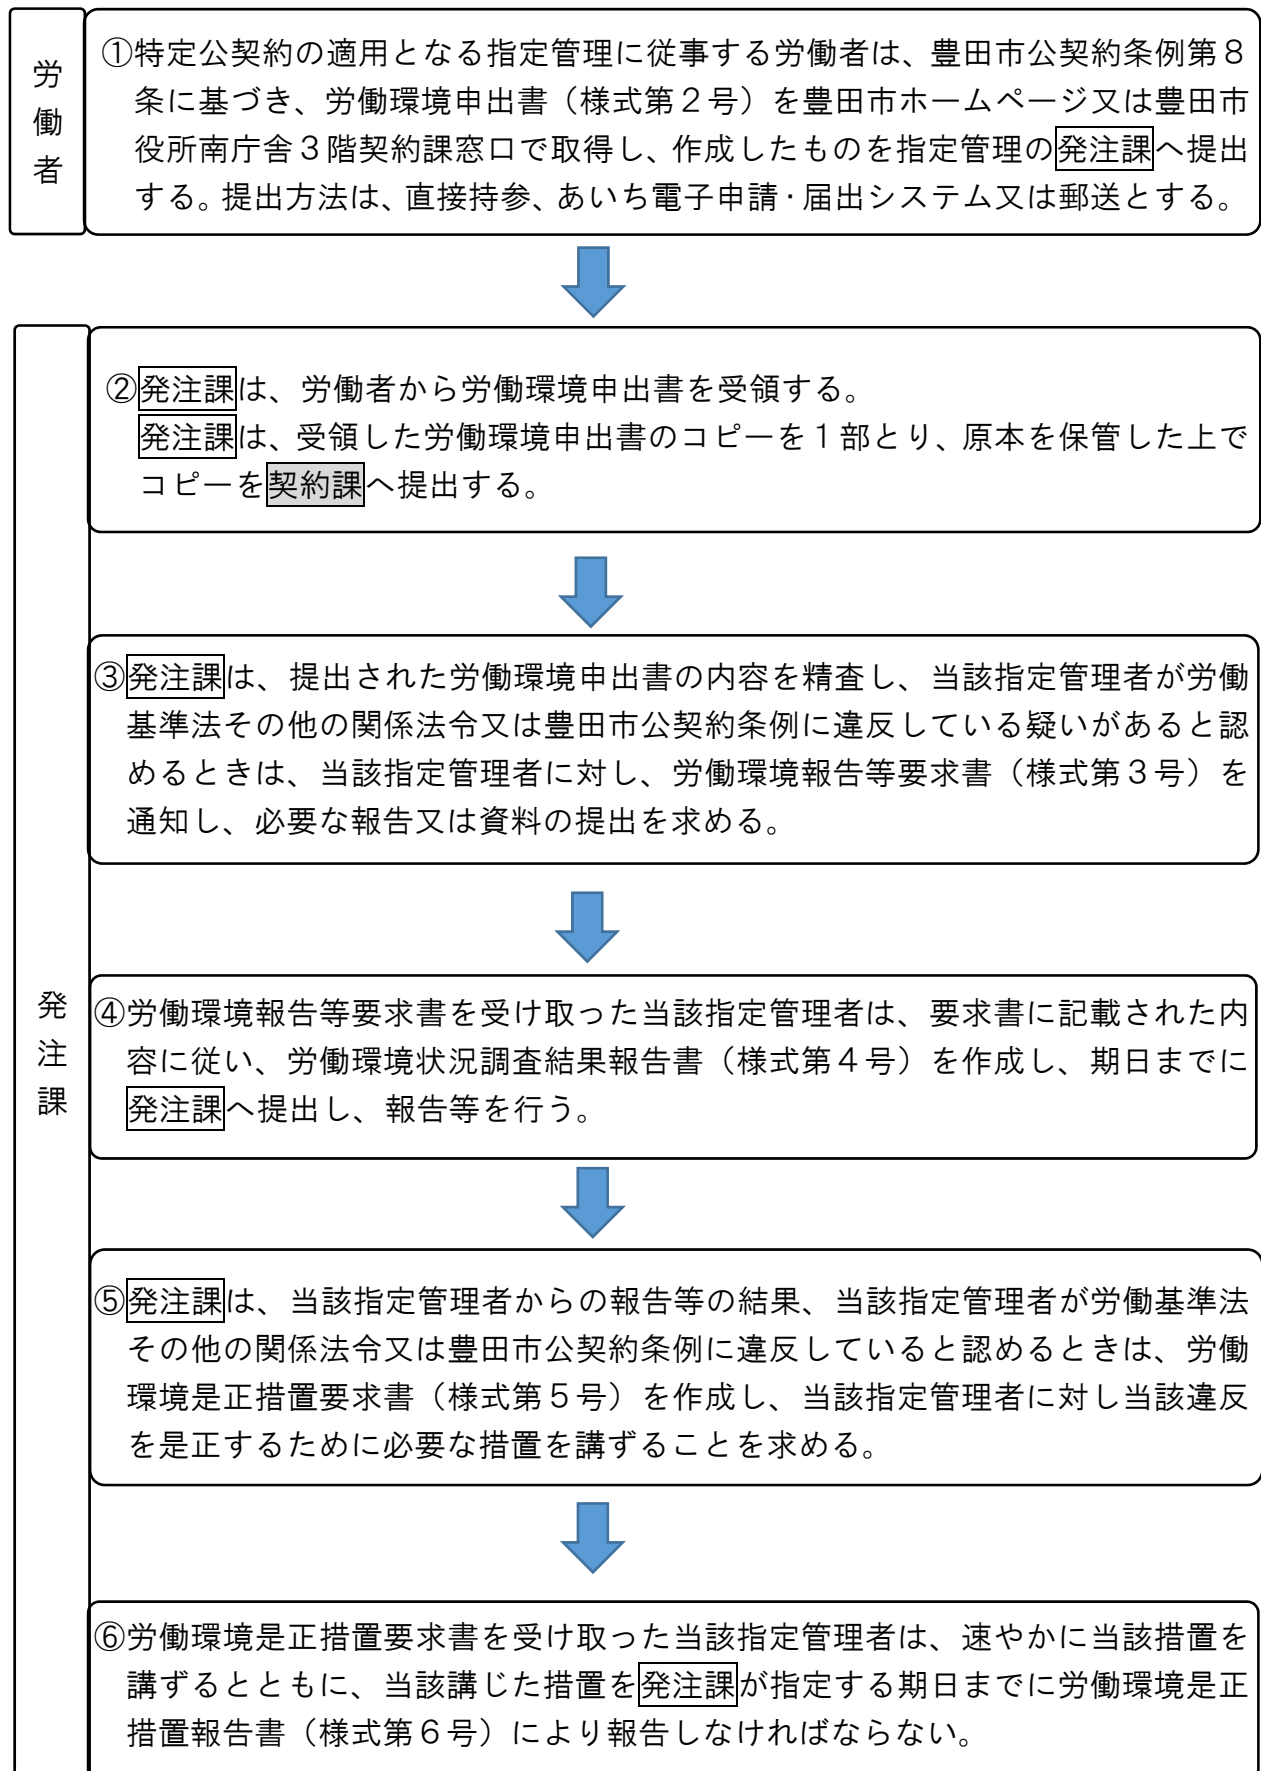 労働者
①特定公契約の適用となる指定管理に従事する労働者は、豊田市公契約条例第８
条に基づき、労働環境申出書（様式第２号）を豊田市ホームページ又は豊田市
役所南庁舎３階契約課窓口で取得し、作成したものを指定管理の発注課へ提出
する。提出方法は、直接持参、あいち電子申請・届出システム又は郵送とする。
発注課
②発注課は、労働者から労働環境申出書を受領する。
発注課は、受領した労働環境申出書のコピーを１部とり、原本を保管した上で
コピーを契約課へ提出する。
③発注課は、提出された労働環境申出書の内容を精査し、当該指定管理者が労働
基準法その他の関係法令又は豊田市公契約条例に違反している疑いがあると認
めるときは、当該指定管理者に対し、労働環境報告等要求書（様式第３号）を
通知し、必要な報告又は資料の提出を求める。
④労働環境報告等要求書を受け取った当該指定管理者は、要求書に記載された内
容に従い、労働環境状況調査結果報告書（様式第４号）を作成し、期日までに
発注課へ提出し、報告等を行う。
⑤発注課は、当該指定管理者からの報告等の結果、当該指定管理者が労働基準法
その他の関係法令又は豊田市公契約条例に違反していると認めるときは、労働
環境是正措置要求書（様式第５号）を作成し、当該指定管理者に対し当該違反
を是正するために必要な措置を講ずることを求める。
⑥労働環境是正措置要求書を受け取った当該指定管理者は、速やかに当該措置を
講ずるとともに、当該講じた措置を発注課が指定する期日までに労働環境是正
措置報告書（様式第６号）により報告しなければならない。